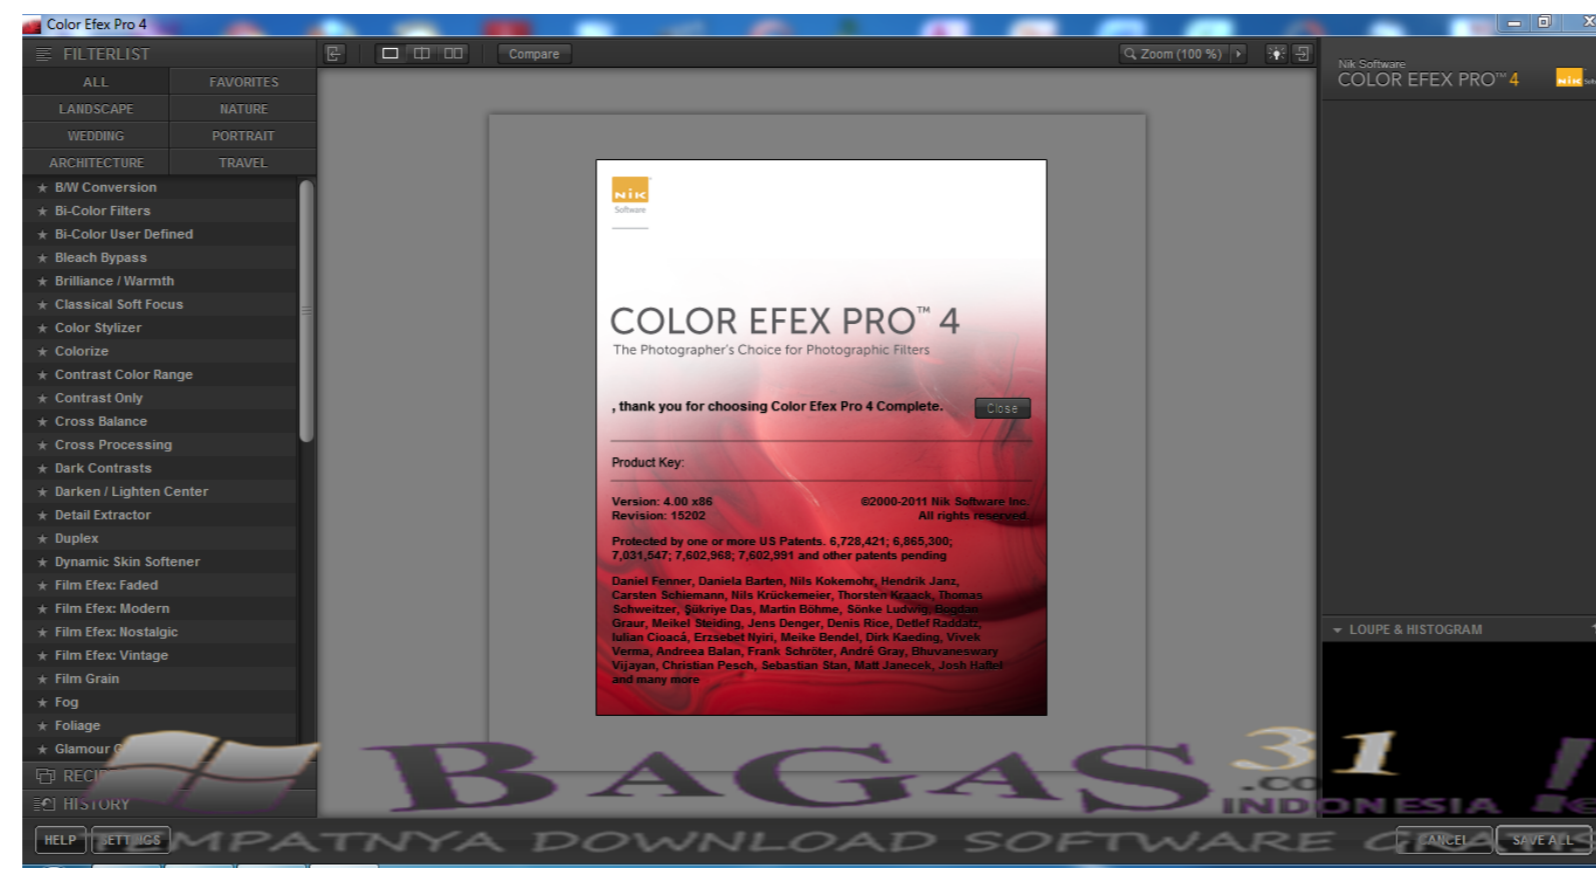 Color Efex Pro 4
FILTERLIST
Compare
Zoom (100 %)
Nik Software
COLOR EFEX PRO™ 4
NiK
ALL
FAVORITES
LANDSCAPE
NATURE
WEDDING
PORTRAIT
ARCHITECTURE
TRAVEL
B/W Conversion
Bi-Color Filters
Bi-Color User Defined
Bleach Bypass
Brilliance / Warmth
Classical Soft Focus
Color Stylizer
Colorize
Contrast Color Range
Contrast Only
Cross Balance
Cross Processing
Dark Contrasts
Darken / Lighten Center
Detail Extractor
Duplex
Dynamic Skin Softener
Film Efex: Faded
Film Efex: Modern
Film Efex: Nostalgic
Film Efex: Vintage
Film Grain
Fog
Foliage
Glamour
HISTORY
HELP
SETTINGS
NiK
Software
COLOR EFEX PRO™ 4
The Photographer's Choice for Photographic Filters
, thank you for choosing Color Efex Pro 4 Complete.
Close
Product Key:
Version: 4.00 x86
©2000-2011 Nik Software Inc.
Revision: 15202
All rights reserved.
Protected by one or more US Patents. 6,728,421; 6,865,300;
7,031,547; 7,602,968; 7,602,991 and other patents pending
Daniel Fenner, Daniela Barten, Nils Kokemohr, Hendrik Janz,
Carsten Schiemann, Nils Krückemeier, Thorsten Kraack, Thomas
Schweitzer, Şükriye Das, Martin Böhme, Sönke Ludwig, Bogdan
Graur, Meikel Steiding, Jens Denger, Denis Rice, Detlef Raddatz,
Iulian Cioacă, Erzsebet Nyiri, Meike Bendel, Dirk Kaeding, Vivek
Verma, Andreea Balan, Frank Schröter, André Gray, Bhuvaneswary
Vijayan, Christian Pesch, Sebastian Stan, Matt Janecek, Josh Haftel
and many more
LOUPE & HISTOGRAM
BAGAS31!
.co
INDONESIA
TEMPATNYA DOWNLOAD SOFTWARE GRATIS
CANCEL
SAVE ALL